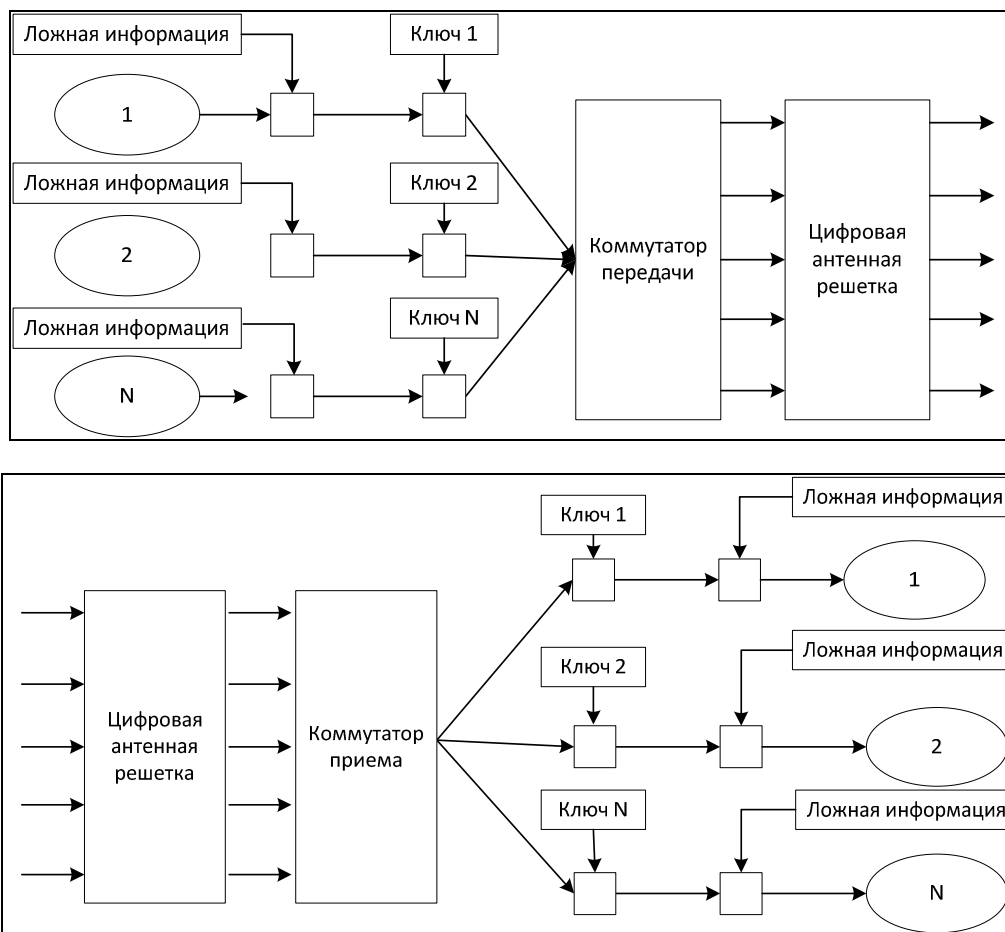 Ложная информация
Ключ 1
1
Ложная информация
Ключ 2
2
Ложная информация
Ключ N
N
Коммутатор
передачи
Цифровая
антенная
решетка
Ложная информация
Ключ 1
1
Ложная информация
Ключ 2
2
Ложная информация
Ключ N
N
Цифровая
антенная
решетка
Коммутатор
приема